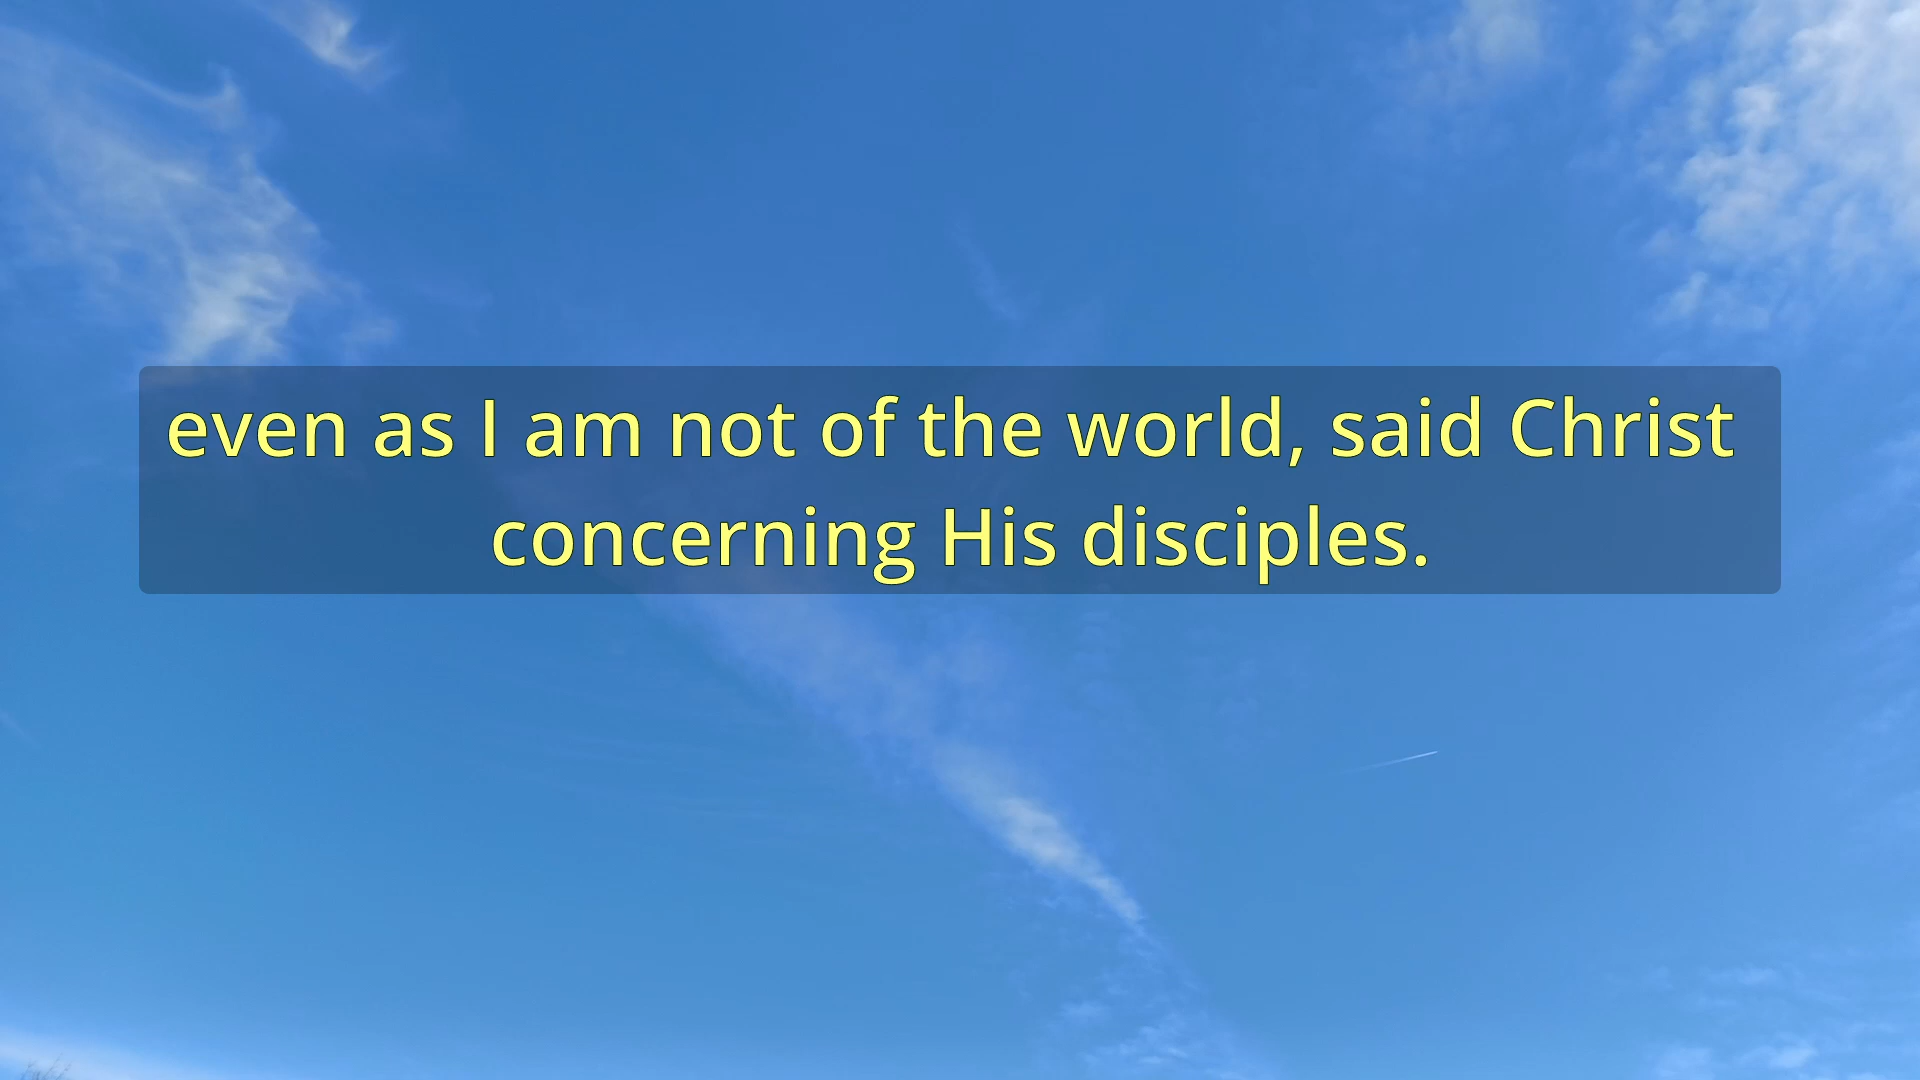 even as I am not of the world, said Christ
concerning His disciples.